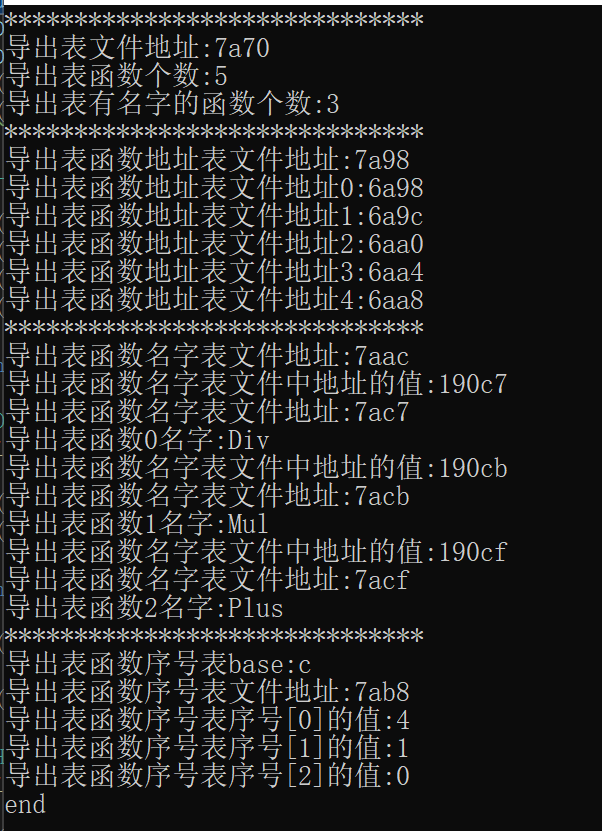 ******************************
导出表文件地址:7a70
导出表函数个数:5
导出表有名字的函数个数:3
******************************
导出表函数地址表文件地址:7a98
导出表函数地址表文件地址0:6a98
导出表函数地址表文件地址1:6a9c
导出表函数地址表文件地址2:6aa0
导出表函数地址表文件地址3:6aa4
导出表函数地址表文件地址4:6aa8
******************************
导出表函数名字表文件地址:7aac
导出表函数名字表文件中地址的值:190c7
导出表函数名字表文件地址:7ac7
导出表函数0名字:Div
导出表函数名字表文件中地址的值:190cb
导出表函数名字表文件地址:7acb
导出表函数1名字:Mul
导出表函数名字表文件中地址的值:190cf
导出表函数名字表文件地址:7acf
导出表函数2名字:Plus
******************************
导出表函数序号表base:c
导出表函数序号表文件地址:7ab8
导出表函数序号表序号[0]的值:4
导出表函数序号表序号[1]的值:1
导出表函数序号表序号[2]的值:0
end